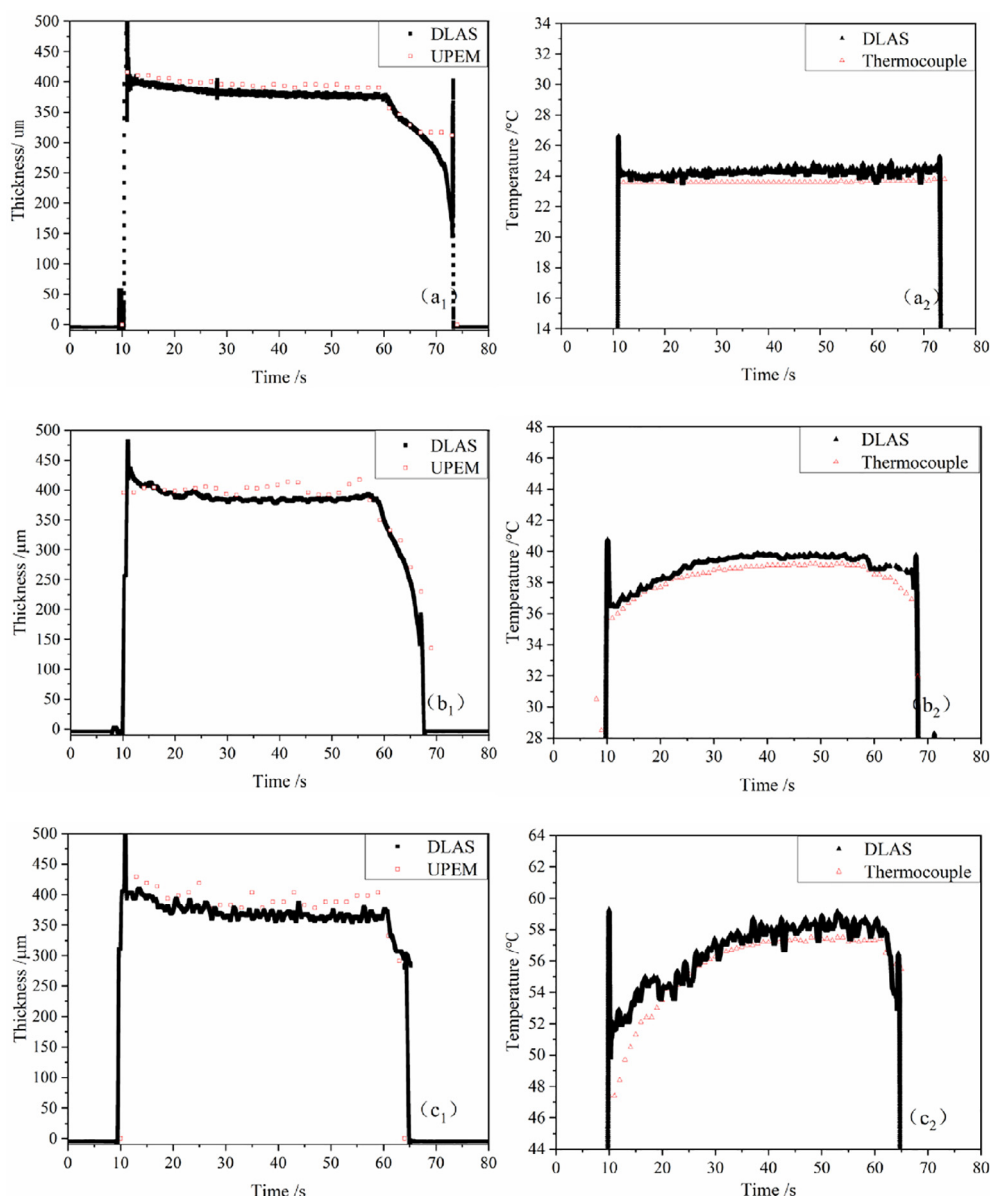 500
450
400
350
300
250
200
150
100
50
0
Thickness/ um
DLAS
UPEM
(a1)
0 10 20 30 40 50 60 70 80
Time /s
34
32
30
28
26
24
22
20
18
16
14
Temperature /°C
DLAS
Thermocouple
(a2)
0 10 20 30 40 50 60 70 80
Time /s
500
450
400
350
300
250
200
150
100
50
0
Thickness /μm
DLAS
UPEM
(b1)
0 10 20 30 40 50 60 70 80
Time /s
48
46
44
42
40
38
36
34
32
30
28
Temperature /°C
DLAS
Thermocouple
(b2)
0 10 20 30 40 50 60 70 80
Time /s
500
450
400
350
300
250
200
150
100
50
0
Thickness/μm
DLAS
UPEM
(c1)
0 10 20 30 40 50 60 70 80
Time /s
64
62
60
58
56
54
52
50
48
46
44
Temperature /°C
DLAS
Thermocouple
(c2)
0 10 20 30 40 50 60 70 80
Time /s